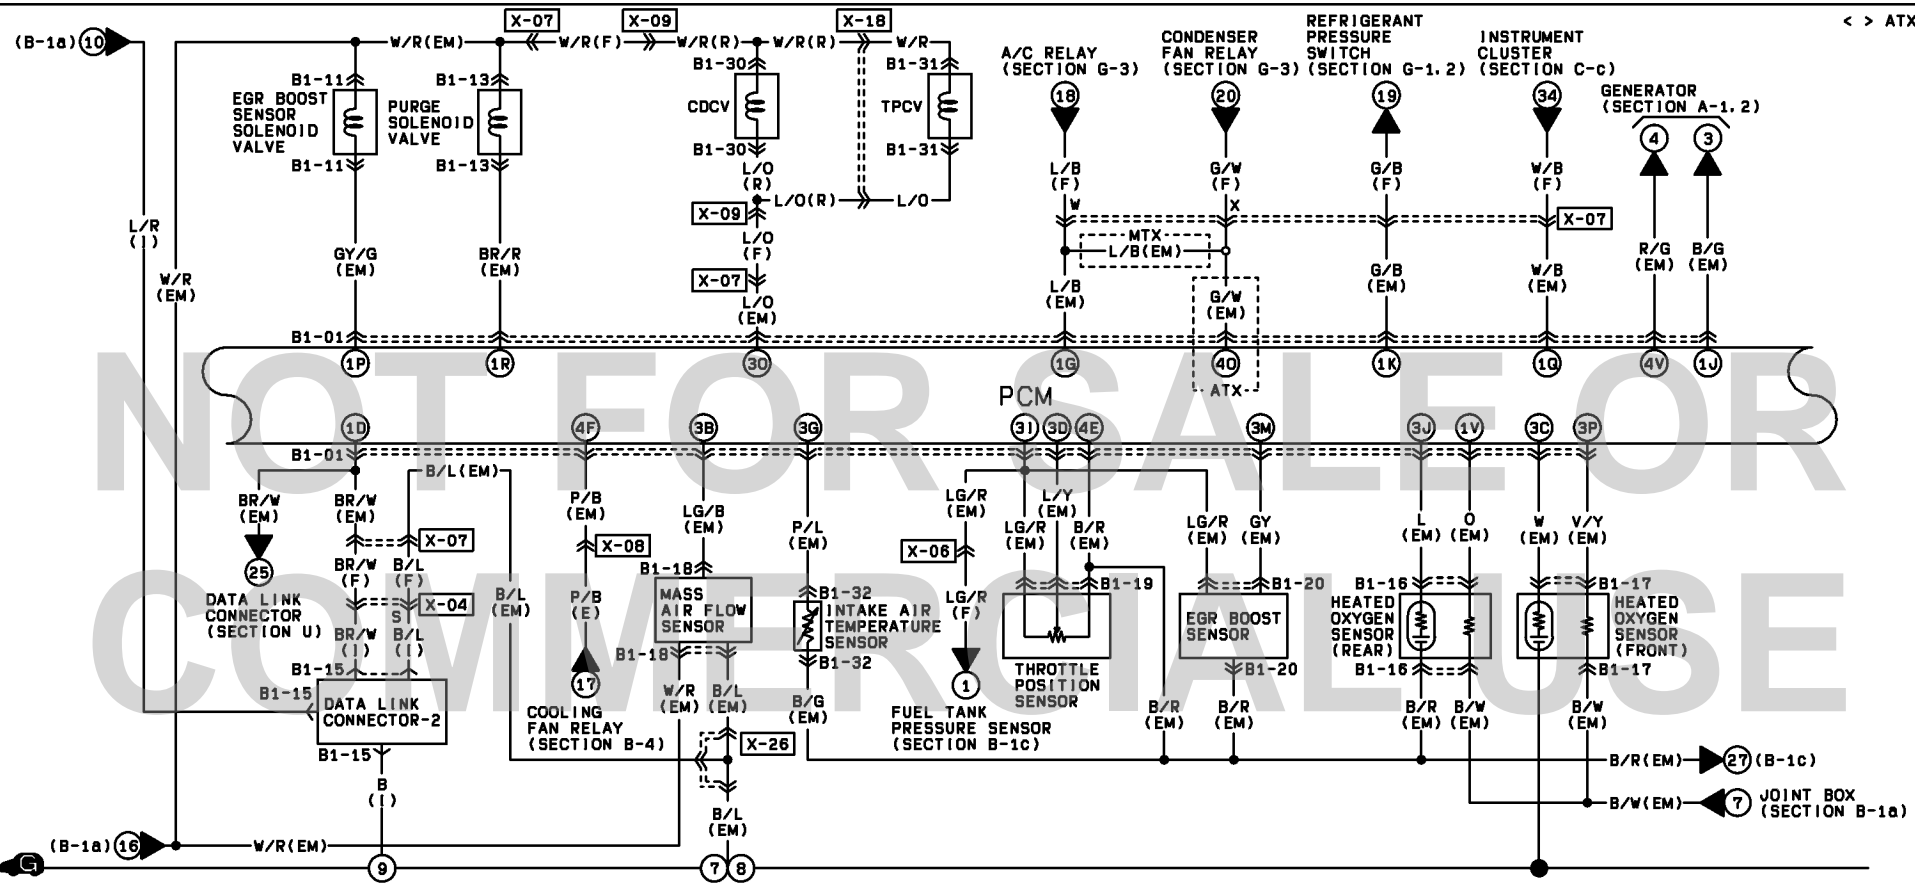 (B-1a) 10
X-07
X-09
X-18
< > ATX
W/R(EM)
W/R(F)
W/R(R)
W/R(R)
W/R
B1-11
B1-13
B1-30
B1-31
EGR BOOST
SENSOR
SOLENOID
VALVE
PURGE
SOLENOID
VALVE
CDCV
TPCV
B1-11
B1-13
B1-30
B1-31
A/C RELAY
(SECTION G-3)
18
CONDENSER
FAN RELAY
(SECTION G-3)
20
REFRIGERANT
PRESSURE
SWITCH
(SECTION G-1.2)
19
INSTRUMENT
CLUSTER
(SECTION C-c)
34
GENERATOR
(SECTION A-1.2)
4
3
L/O
(R)
L/O(R)
L/O
X-09
L/O
(F)
X-07
L/O
(EM)
L/B
(F)
W
G/W
(F)
X
G/B
(F)
W/B
(F)
X-07
MTX
L/B(EM)
L/R
(I)
W/R
(EM)
GY/G
(EM)
BR/R
(EM)
L/B
(EM)
G/W
(EM)
G/B
(EM)
W/B
(EM)
R/G
(EM)
B/G
(EM)
B1-01
1P
1R
3O
1G
4O
1K
1Q
4V
1J
ATX
PCM
NOT FOR SALE OR
COMMERCIAL USE
1D
4F
3B
3G
3I
3D
4E
3M
3J
1V
3C
3P
B1-01
B/L(EM)
BR/W
(EM)
BR/W
(EM)
X-07
25
DATA LINK
CONNECTOR
(SECTION U)
BR/W
(F)
B/L
(F)
X-04
S
BR/W
(I)
B/L
(I)
B1-15
B1-15
DATA LINK
CONNECTOR-2
B1-15
B
(I)
B/L
(EM)
P/B
(EM)
X-08
P/B
(E)
17
COOLING
FAN RELAY
(SECTION B-4)
LG/B
(EM)
B1-18
MASS
AIR FLOW
SENSOR
B1-18
W/R
(EM)
B/L
(EM)
X-26
B/L
(EM)
P/L
(EM)
B1-32
INTAKE AIR
TEMPERATURE
SENSOR
B1-32
B/G
(EM)
LG/R
(EM)
X-06
LG/R
(F)
1
FUEL TANK
PRESSURE SENSOR
(SECTION B-1c)
LG/R
(EM)
L/Y
(EM)
B/R
(EM)
B1-19
THROTTLE
POSITION
SENSOR
B/R
(EM)
LG/R
(EM)
GY
(EM)
B1-20
EGR BOOST
SENSOR
B1-20
B/R
(EM)
L
(EM)
O
(EM)
B1-16
HEATED
OXYGEN
SENSOR
(REAR)
B1-16
B/R
(EM)
B/W
(EM)
W
(EM)
V/Y
(EM)
B1-17
HEATED
OXYGEN
SENSOR
(FRONT)
B1-17
B/W
(EM)
B/R(EM)
27 (B-1c)
B/W(EM)
7
JOINT BOX
(SECTION B-1a)
(B-1a) 16
W/R(EM)
G
9
7
8